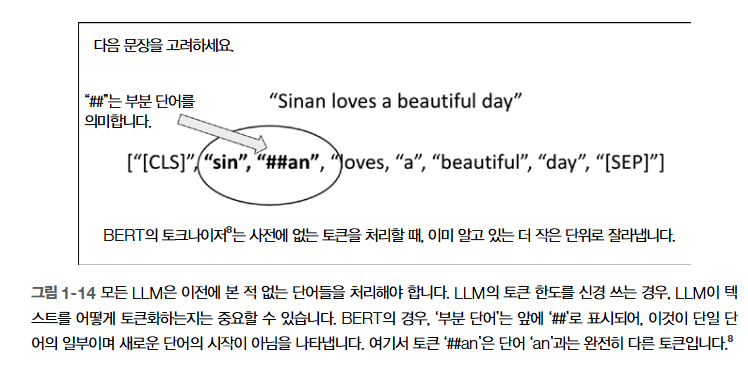 다음 문장을 고려하세요.
“##”는 부분 단어를
의미합니다.
“Sinan loves a beautiful day”
[“[CLS]”, “sin”, “##an”, “loves, “a”, “beautiful”, “day”, “[SEP]”]
BERT의 토크나이저⁸는 사전에 없는 토큰을 처리할 때, 이미 알고 있는 더 작은 단위로 잘라냅니다.
그림 1-14 모든 LLM은 이전에 본 적 없는 단어들을 처리해야 합니다. LLM의 토큰 한도를 신경 쓰는 경우, LLM이 텍
스트를 어떻게 토큰화하는지는 중요할 수 있습니다. BERT의 경우, ‘부분 단어’는 앞에 ‘##’로 표시되어, 이것이 단일 단
어의 일부이며 새로운 단어의 시작이 아님을 나타냅니다. 여기서 토큰 ‘##an’은 단어 ‘an’과는 완전히 다른 토큰입니다.⁸